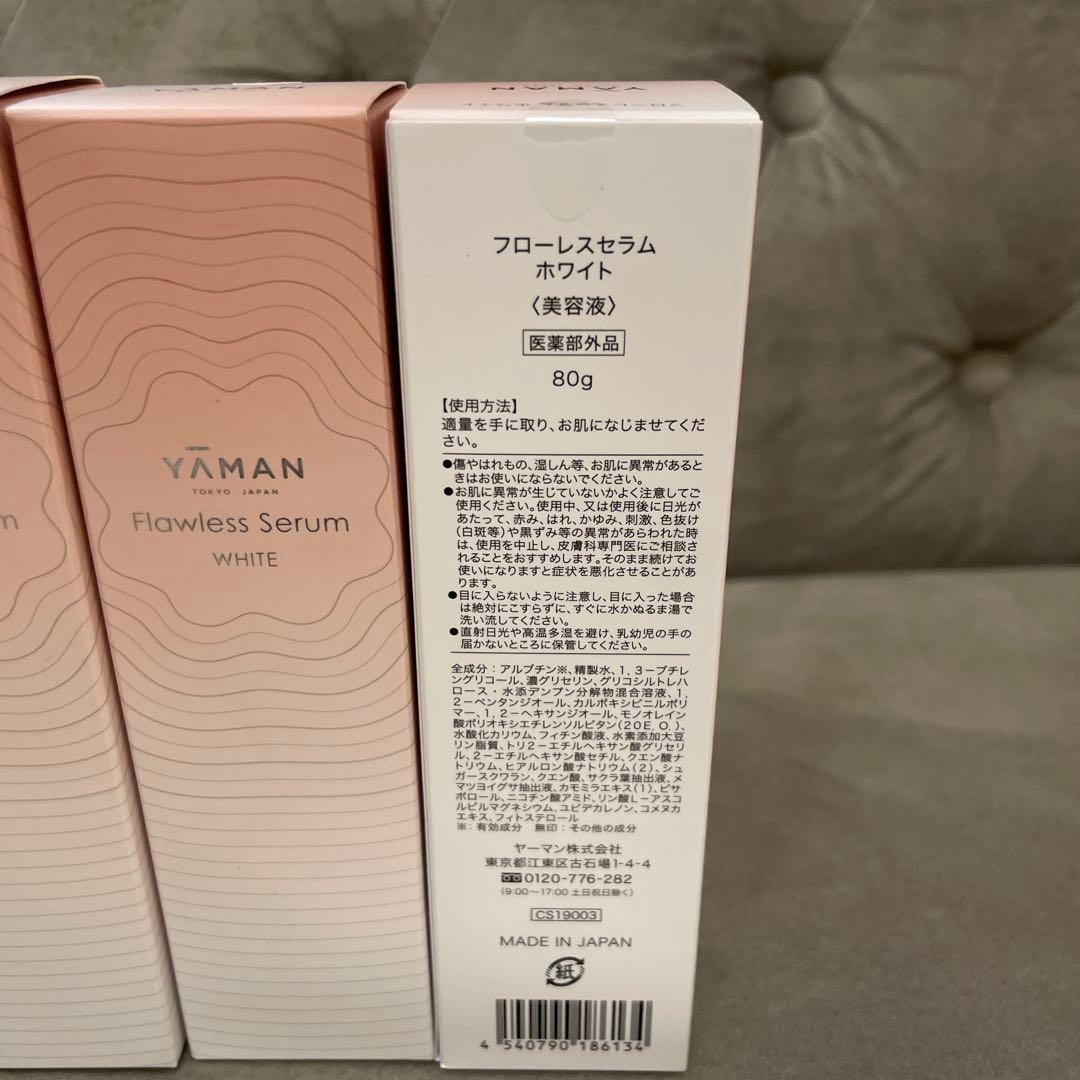 m
YAMAN
YĀMAN
TOKYO JAPAN
Flawless Serum
WHITE
YAMAN
フローレスセラム ホワイト
フローレスセラム
ホワイト
〈美容液〉
医薬部外品
80g
【使用方法】
適量を手に取り、お肌になじませてくだ
さい。
●傷やはれもの、湿しん等、お肌に異常があると
きはお使いにならないでください。
●お肌に異常が生じていないかよく注意してご
使用ください。使用中、又は使用後に日光が
あたって、赤み、はれ、かゆみ、刺激、色抜け
(白斑等)や黒ずみ等の異常があらわれた時
は、使用を中止し、皮膚科専門医にご相談さ
れることをおすすめします。そのまま続けてお
使いになりますと症状を悪化させることがあ
ります。
●目に入らないように注意し、目に入った場合
は絶対にこすらずに、すぐに水かぬるま湯で
洗い流してください。
●直射日光や高温多湿を避け、乳幼児の手の
届かないところに保管してください。
全成分：アルブチン※、精製水、1,3−ブチレ
ングリコール、濃グリセリン、グリコシルトレハ
ロース・水添デンプン分解物混合溶液、1,
2−ペンタンジオール、カルボキシビニルポリ
マー、1,2−ヘキサンジオール、モノオレイン
酸ポリオキシエチレンソルビタン(20E.O.)、
水酸化カリウム、フィチン酸液、水素添加大豆
リン脂質、トリ2−エチルヘキサン酸グリセリ
ル、2−エチルヘキサン酸セチル、クエン酸ナ
トリウム、ヒアルロン酸ナトリウム(2)、シュ
ガースクワラン、クエン酸、サクラ葉抽出液、メ
マツヨイグサ抽出液、カモミラエキス(1)、ビサ
ボロール、ニコチン酸アミド、リン酸L−アスコ
ルビルマグネシウム、ユビデカレノン、コメヌカ
エキス、フィトステロール
※：有効成分 無印：その他の成分
ヤーマン株式会社
東京都江東区古石場1-4-4
0120-776-282
(9:00〜17:00 土日祝日除く)
CS19003
MADE IN JAPAN
紙
4 540790 186134